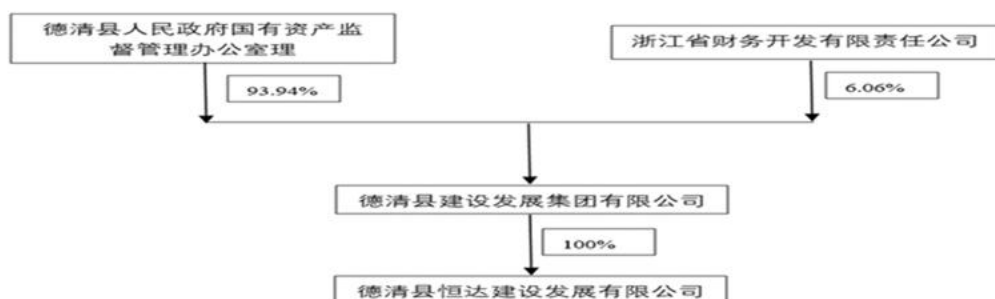 德清县人民政府国有资产监
督管理办公室理
浙江省财务开发有限责任公司
93.94%
6.06%
德清县建设发展集团有限公司
100%
德清县恒达建设发展有限公司